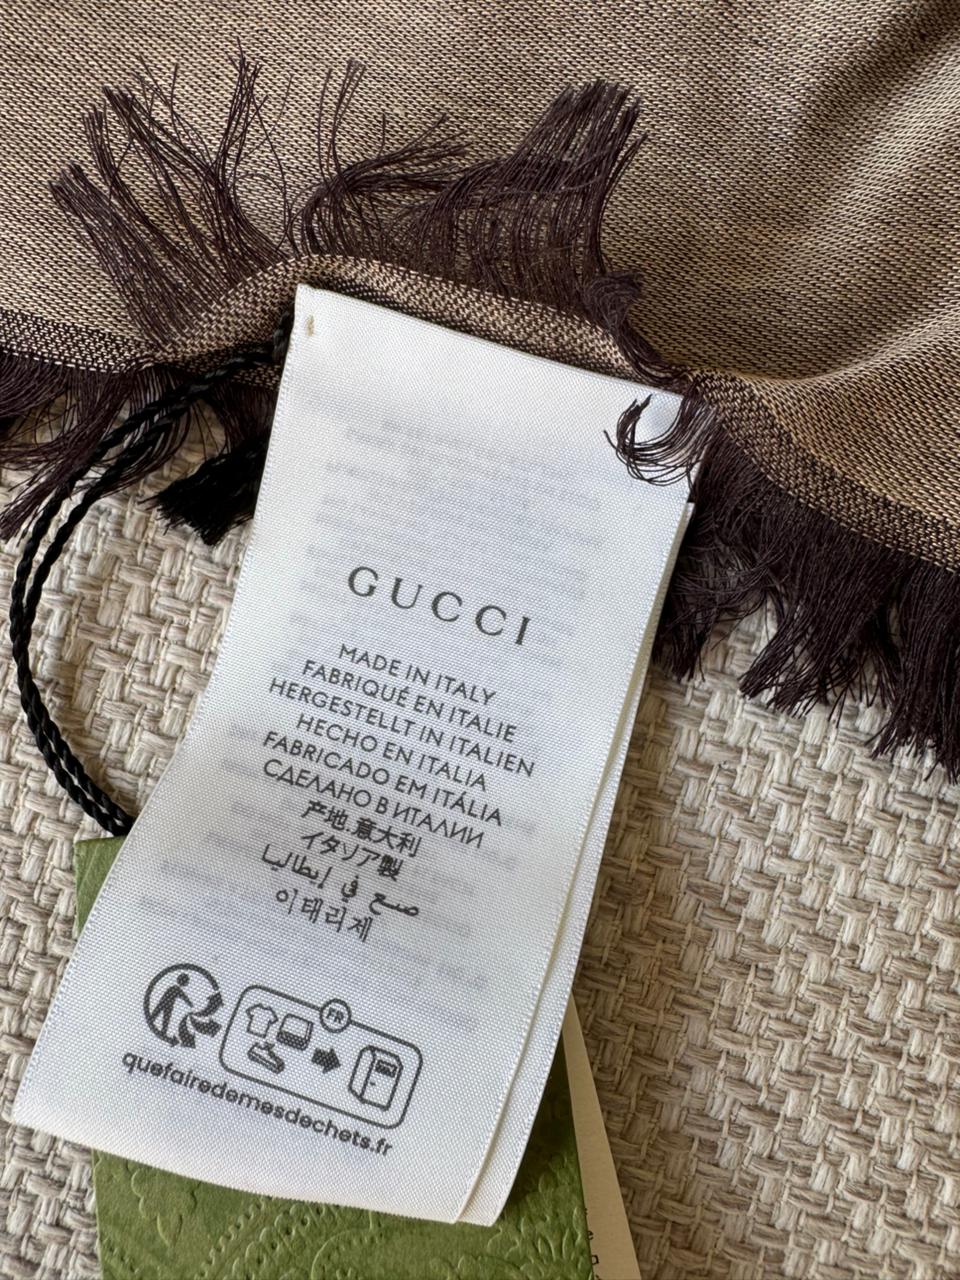 GUCCI
MADE IN ITALY
FABRIQUÉ EN ITALIE
HERGESTELLT IN ITALIEN
HECHO EN ITALIA
FABRICADO EM ITÁLIA
СДЕЛАНО В ИТАЛИИ
产地.意大利
イタリア製
صنع في إيطاليا
이태리제
FR
quefairedemesdechets.fr